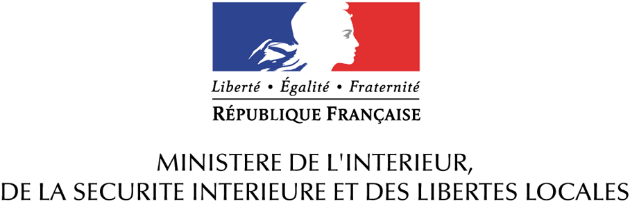 Liberté • Égalité • Fraternité
RÉPUBLIQUE FRANÇAISE
MINISTERE DE L'INTERIEUR,
DE LA SECURITE INTERIEURE ET DES LIBERTES LOCALES